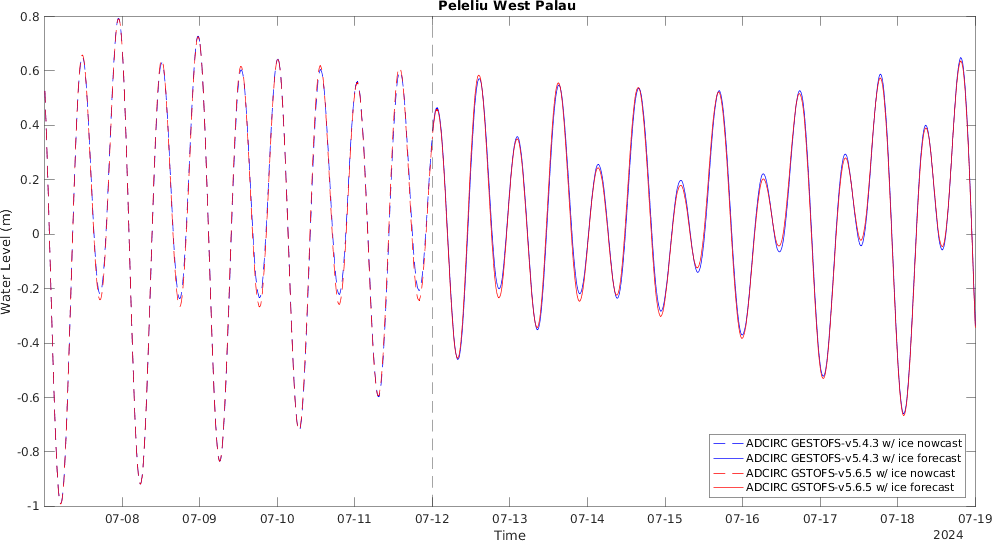 Peleliu West Palau
0.8
0.6
0.4
0.2
0
-0.2
-0.4
-0.6
-0.8
-1
Water Level (m)
ADCIRC GESTOFS-v5.4.3 w/ ice nowcast
ADCIRC GESTOFS-v5.4.3 w/ ice forecast
ADCIRC GSTOFS-v5.6.5 w/ ice nowcast
ADCIRC GSTOFS-v5.6.5 w/ ice forecast
07-08 07-09 07-10 07-11 07-12 07-13 07-14 07-15 07-16 07-17 07-18 07-19
Time
2024